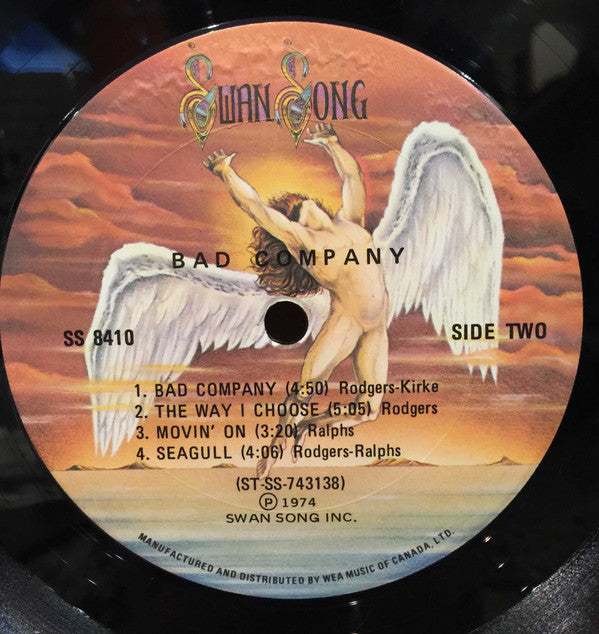 SWAN SONG
BAD COMPANY
SS 8410
SIDE TWO
1. BAD COMPANY (4:50) Rodgers-Kirke
2. THE WAY I CHOOSE (5:05) Rodgers
3. MOVIN' ON (3:20) Ralphs
4. SEAGULL (4:06) Rodgers-Ralphs
(ST-SS-743138)
Ⓟ 1974
SWAN SONG INC.
MANUFACTURED AND DISTRIBUTED BY WEA MUSIC OF CANADA, LTD.